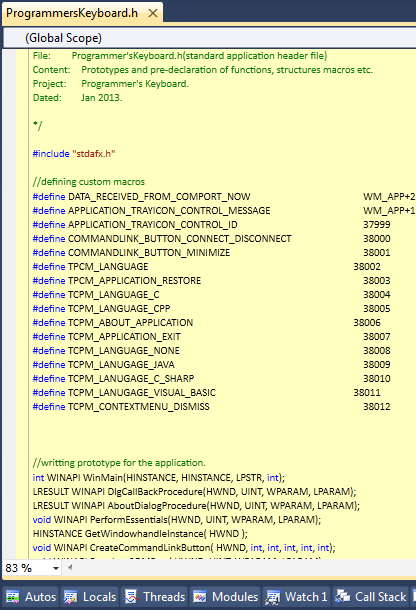 ProgrammersKeyboard.h
(Global Scope)
File: Programmer'sKeyboard.h(standard application header file)
Content: Prototypes and pre-declaration of functions, structures macros etc.
Project: Programmer's Keyboard.
Dated: Jan 2013.
*/
#include "stdafx.h"
//defining custom macros
#define DATA_RECEIVED_FROM_COMPORT_NOW WM_APP+2
#define APPLICATION_TRAYICON_CONTROL_MESSAGE WM_APP+1
#define APPLICATION_TRAYICON_CONTROL_ID 37999
#define COMMANDLINK_BUTTON_CONNECT_DISCONNECT 38000
#define COMMANDLINK_BUTTON_MINIMIZE 38001
#define TPCM_LANGUAGE 38002
#define TPCM_APPLICATION_RESTORE 38003
#define TCPM_LANGUAGE_C 38004
#define TCPM_LANGUAGE_CPP 38005
#define TCPM_ABOUT_APPLICATION 38006
#define TCPM_APPLICATION_EXIT 38007
#define TCPM_LANGUAGE_NONE 38008
#define TCPM_LANUGAGE_JAVA 38009
#define TCPM_LANGUAGE_C_SHARP 38010
#define TCPM_LANUGAGE_VISUAL_BASIC 38011
#define TCPM_CONTEXTMENU_DISMISS 38012
//writting prototype for the application.
int WINAPI WinMain(HINSTANCE, HINSTANCE, LPSTR, int);
LRESULT WINAPI DlgCallBackProcedure(HWND, UINT, WPARAM, LPARAM);
LRESULT WINAPI AboutDialogProcedure(HWND, UINT, WPARAM, LPARAM);
void WINAPI PerformEssentials(HWND, UINT, WPARAM, LPARAM);
HINSTANCE GetWindowhandleInstance( HWND );
void WINAPI CreateCommandLinkButton( HWND, int, int, int, int);
83 %
Autos Locals Threads Modules Watch 1 Call Stack